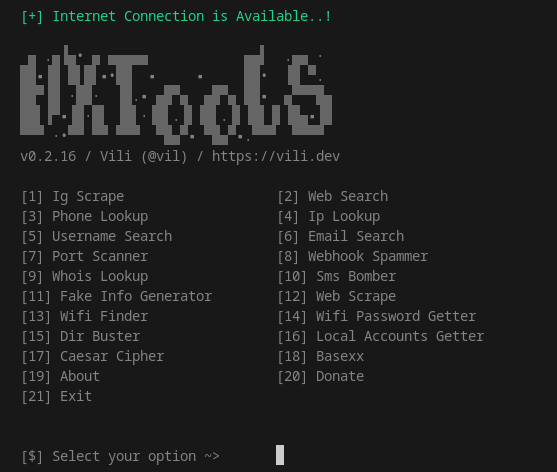 [+] Internet Connection is Available..!
H4XTools
v0.2.16 / Vili (@vil) / https://vili.dev
[1] Ig Scrape [2] Web Search
[3] Phone Lookup [4] Ip Lookup
[5] Username Search [6] Email Search
[7] Port Scanner [8] Webhook Spammer
[9] Whois Lookup [10] Sms Bomber
[11] Fake Info Generator [12] Web Scrape
[13] Wifi Finder [14] Wifi Password Getter
[15] Dir Buster [16] Local Accounts Getter
[17] Caesar Cipher [18] Basexx
[19] About [20] Donate
[21] Exit
[$] Select your option ~>